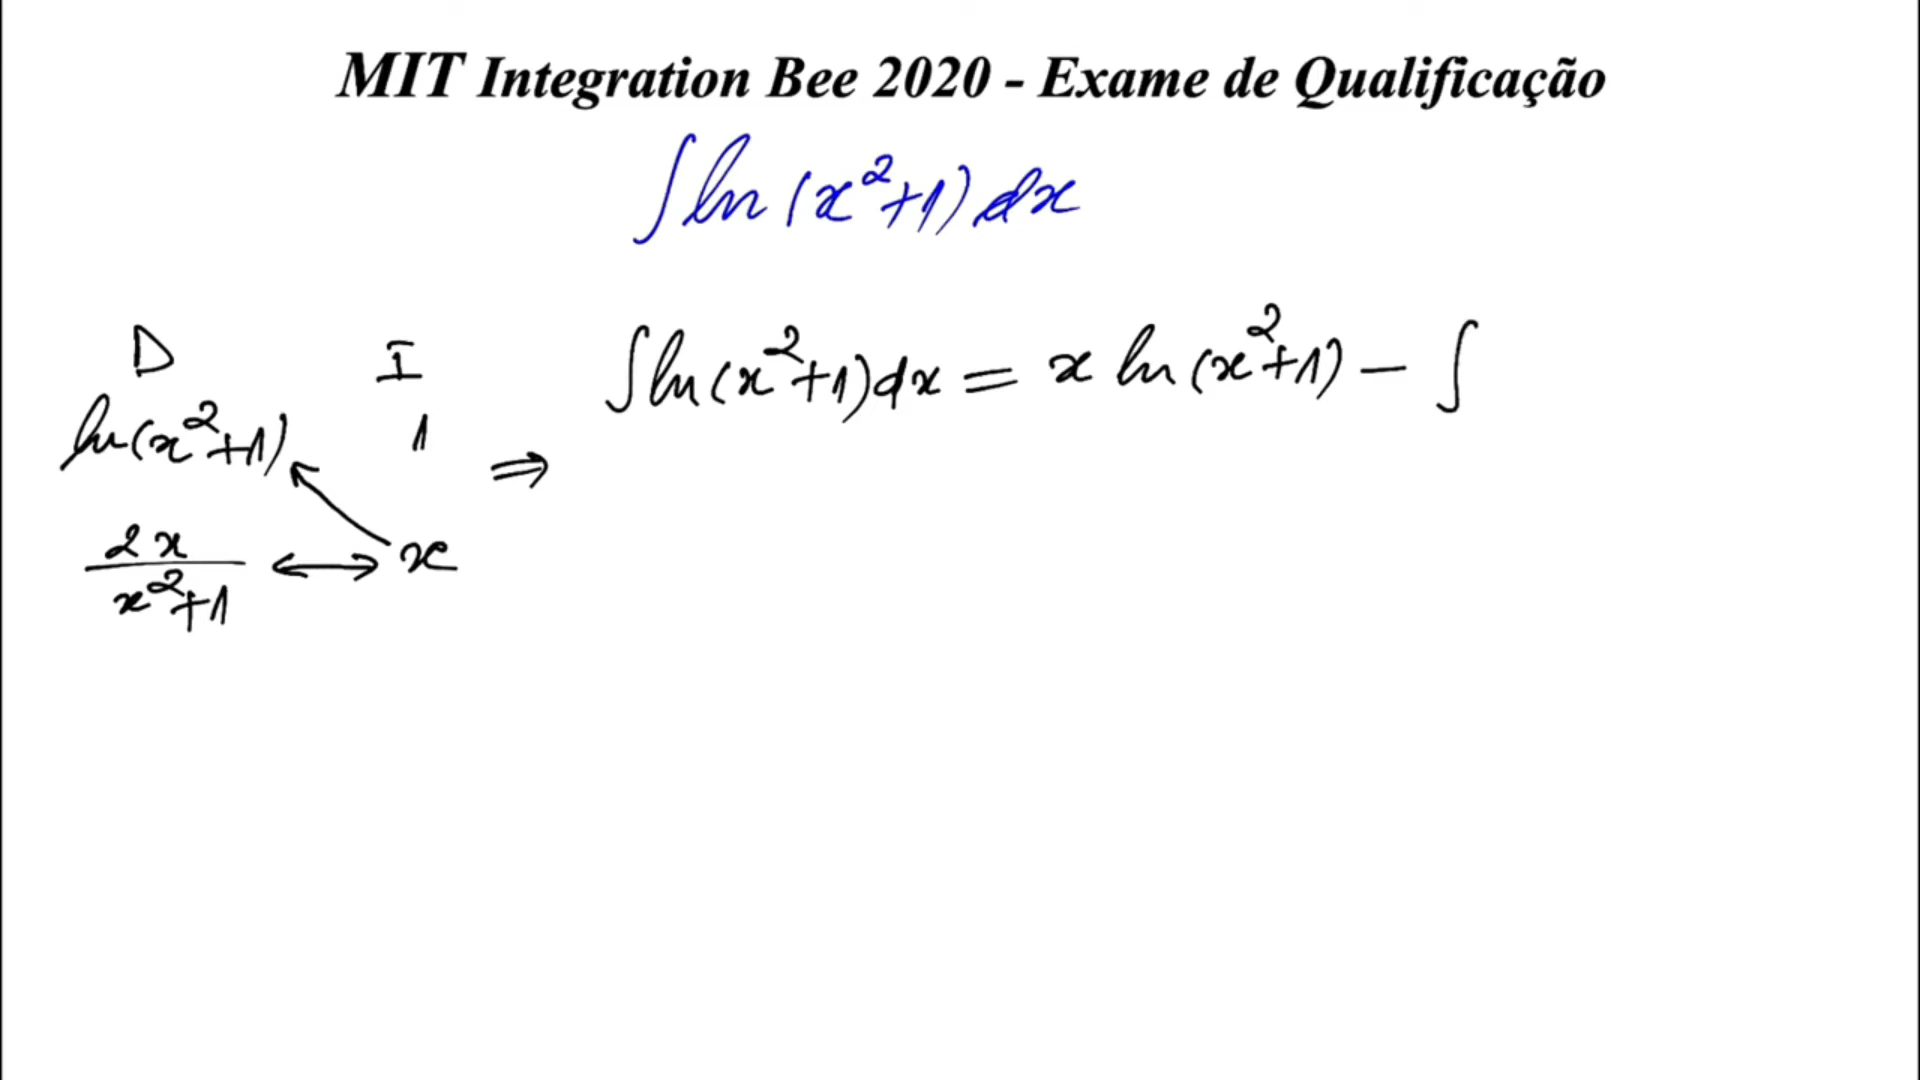 MIT Integration Bee 2020 - Exame de Qualificação
∫ ln (x²+1) dx
D I
ln(x²+1) 1
2x/(x²+1) ↔ x
⇒ ∫ ln(x²+1) dx = x ln (x²+1) - ∫